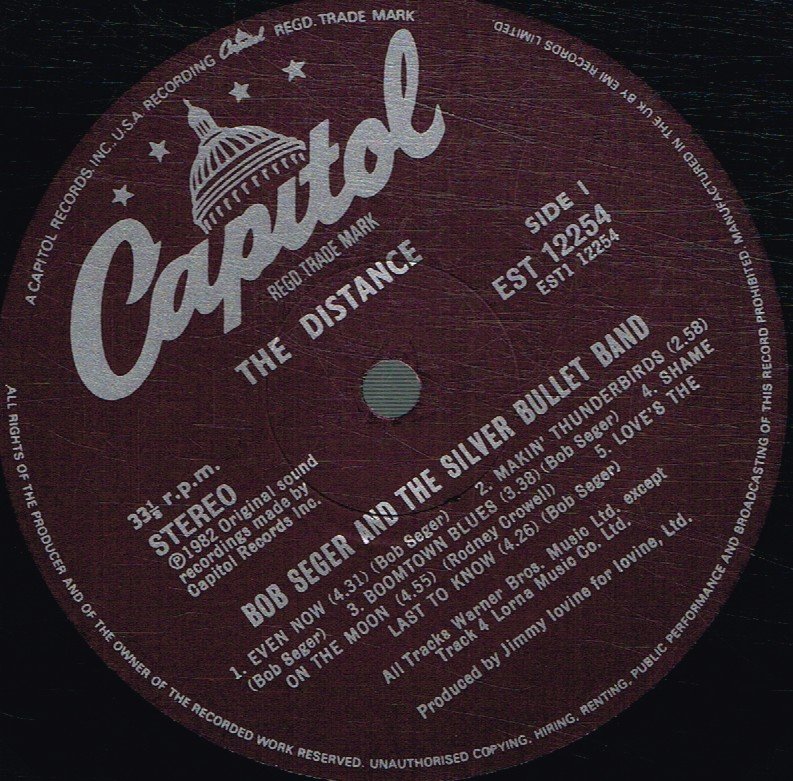 A CAPITOL RECORDS, INC., U.S.A. RECORDING Capitol REGD. TRADE MARK
MANUFACTURED IN THE UK BY EMI RECORDS LIMITED.
Capitol
REGD TRADE MARK
THE DISTANCE
SIDE 1
EST 12254
EST1 12254
33⅓ r.p.m.
STEREO
Ⓟ1982 Original sound
recordings made by
Capitol Records Inc.
BOB SEGER AND THE SILVER BULLET BAND
1. EVEN NOW (4.31) (Bob Seger) 2. MAKIN' THUNDERBIRDS (2.58)
(Bob Seger) 3. BOOMTOWN BLUES (3.38) (Bob Seger) 4. SHAME
ON THE MOON (4.55) (Rodney Crowell) 5. LOVE'S THE
LAST TO KNOW (4.26) (Bob Seger)
All Tracks Warner Bros. Music Ltd. except
Track 4 Lorna Music Co. Ltd.
Produced by Jimmy Iovine for Iovine, Ltd.
ALL RIGHTS OF THE PRODUCER AND OF THE OWNER OF THE RECORDED WORK RESERVED. UNAUTHORISED COPYING, HIRING, RENTING, PUBLIC PERFORMANCE AND BROADCASTING OF THIS RECORD PROHIBITED.